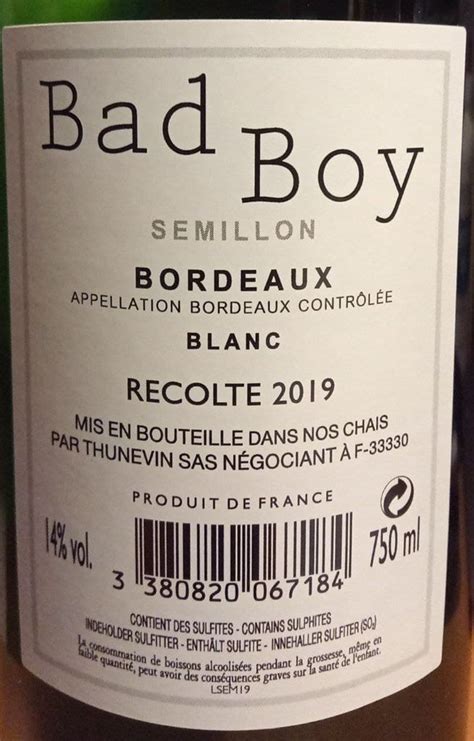 Bad Boy
SEMILLON
BORDEAUX
APPELLATION BORDEAUX CONTRÔLÉE
BLANC
RECOLTE 2019
MIS EN BOUTEILLE DANS NOS CHAIS
PAR THUNEVIN SAS NÉGOCIANT À F-33330
PRODUIT DE FRANCE
14% vol.
750 ml
3 380820 067184
CONTIENT DES SULFITES - CONTAINS SULPHITES
INDEHOLDER SULFITTER - ENTHÄLT SULFITE - INNEHALLER SULFITER (SO₂)
La consommation de boissons alcoolisées pendant la grossesse, même en
faible quantité, peut avoir des conséquences graves sur la santé de l'enfant.
LSEM19